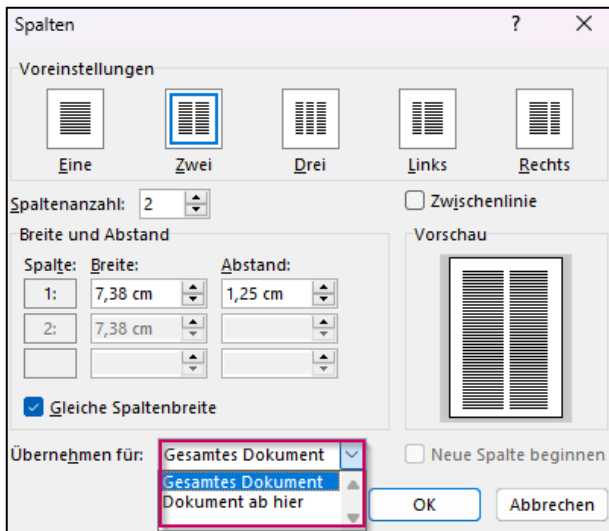 Spalten ?
Voreinstellungen
Eine Zwei Drei Links Rechts
Spaltenanzahl: 2 Zwischenlinie
Breite und Abstand Vorschau
Spalte: Breite: Abstand:
1: 7,38 cm 1,25 cm
2: 7,38 cm
Gleiche Spaltenbreite
Übernehmen für: Gesamtes Dokument Neue Spalte beginnen
Gesamtes Dokument
Dokument ab hier OK Abbrechen